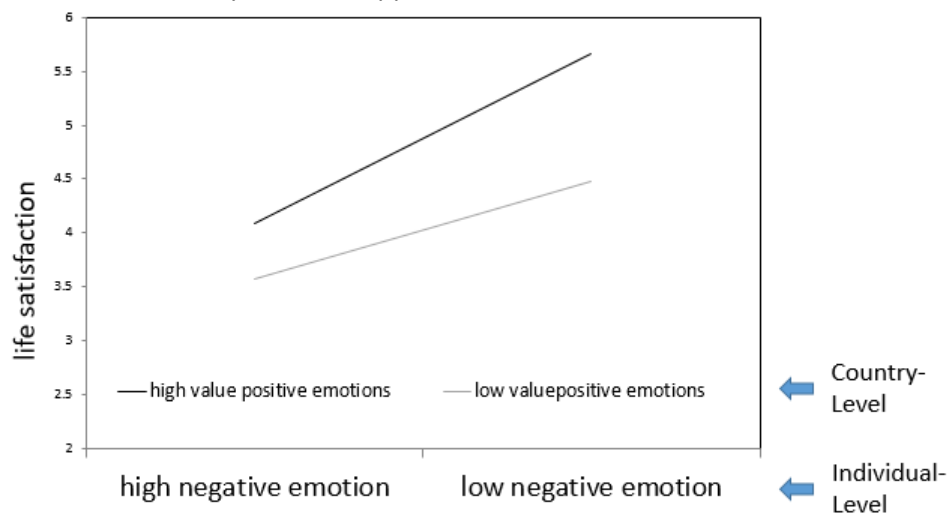 6
5.5
5
4.5
4
3.5
3
2.5
2
life satisfaction
high value positive emotions
low valuepositive emotions
Country-
Level
high negative emotion
low negative emotion
Individual-
Level